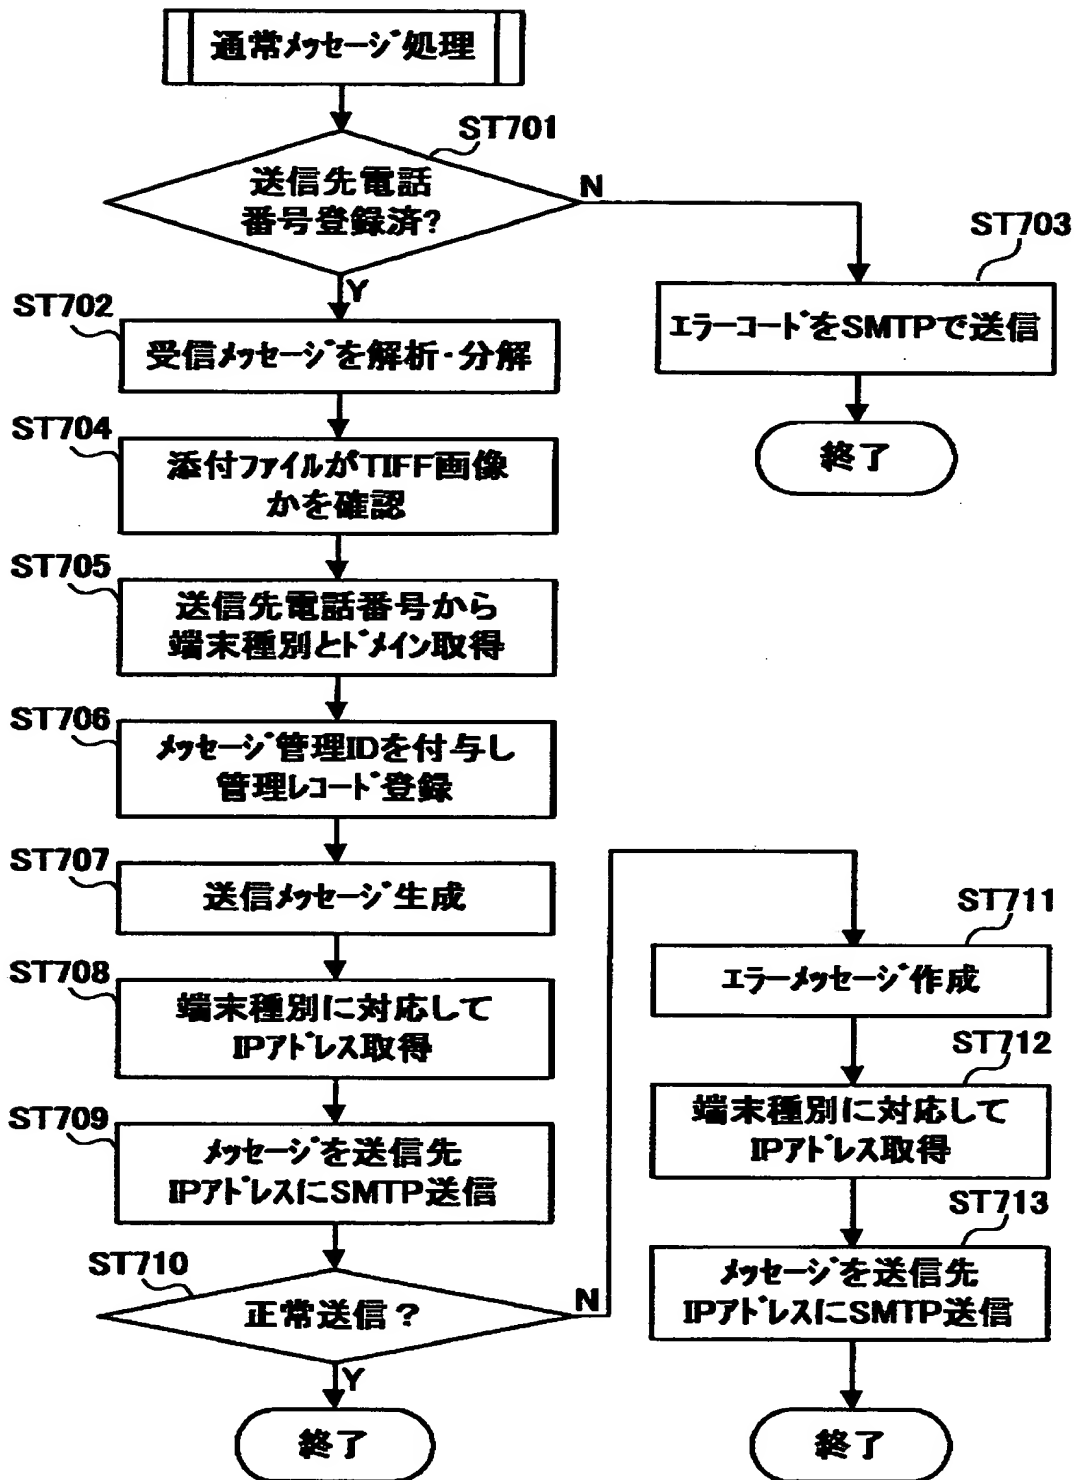 通常メッセージ処理
ST701
送信先電話
番号登録済?
N
Y
ST703
エラーコードをSMTPで送信
終了
ST702
受信メッセージを解析・分解
ST704
添付ファイルがTIFF画像
かを確認
ST705
送信先電話番号から
端末種別とドメイン取得
ST706
メッセージ管理IDを付与し
管理レコード登録
ST707
送信メッセージ生成
ST708
端末種別に対応して
IPアドレス取得
ST709
メッセージを送信先
IPアドレスにSMTP送信
ST710
正常送信?
N
Y
終了
ST711
エラーメッセージ作成
ST712
端末種別に対応して
IPアドレス取得
ST713
メッセージを送信先
IPアドレスにSMTP送信
終了